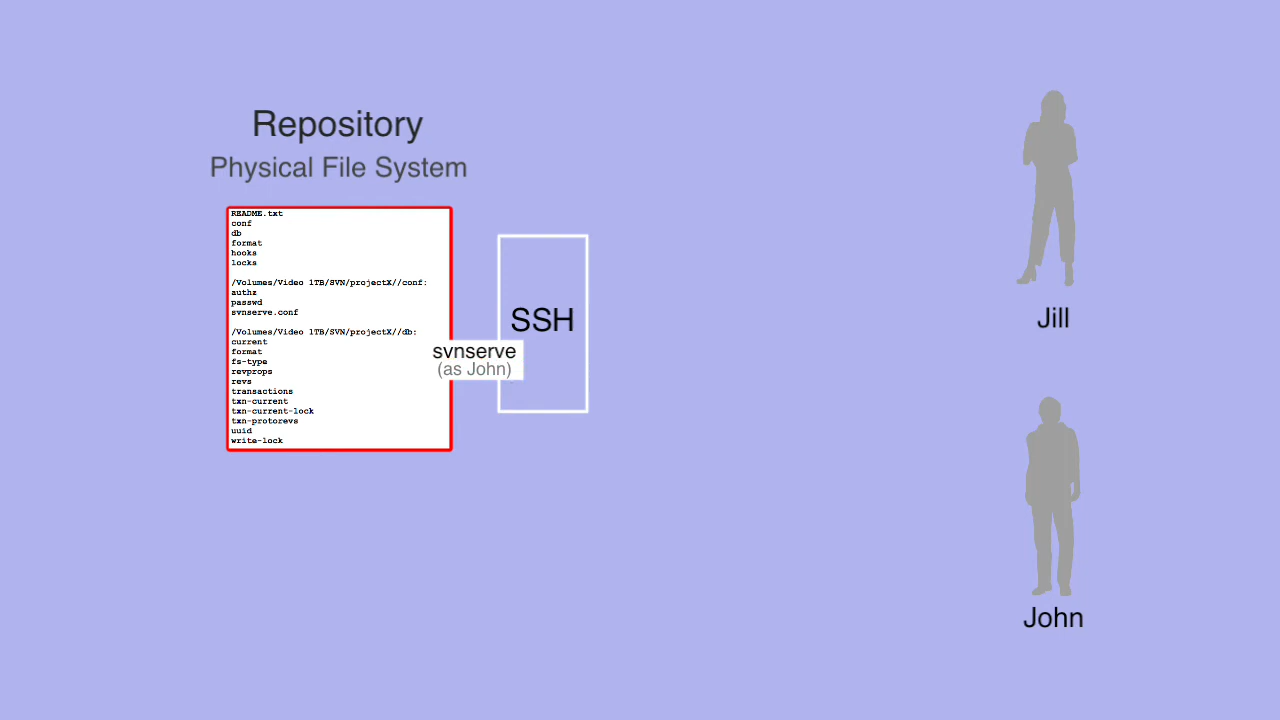 Repository
Physical File System
README.txt
conf
db
format
hooks
locks
/Volumes/Video 1TB/SVN/projectX//conf:
authz
passwd
svnserve.conf
/Volumes/Video 1TB/SVN/projectX//db:
current
format
fs-type
revprops
revs
transactions
txn-current
txn-current-lock
txn-protorevs
uuid
write-lock
SSH
svnserve
(as John)
Jill
John